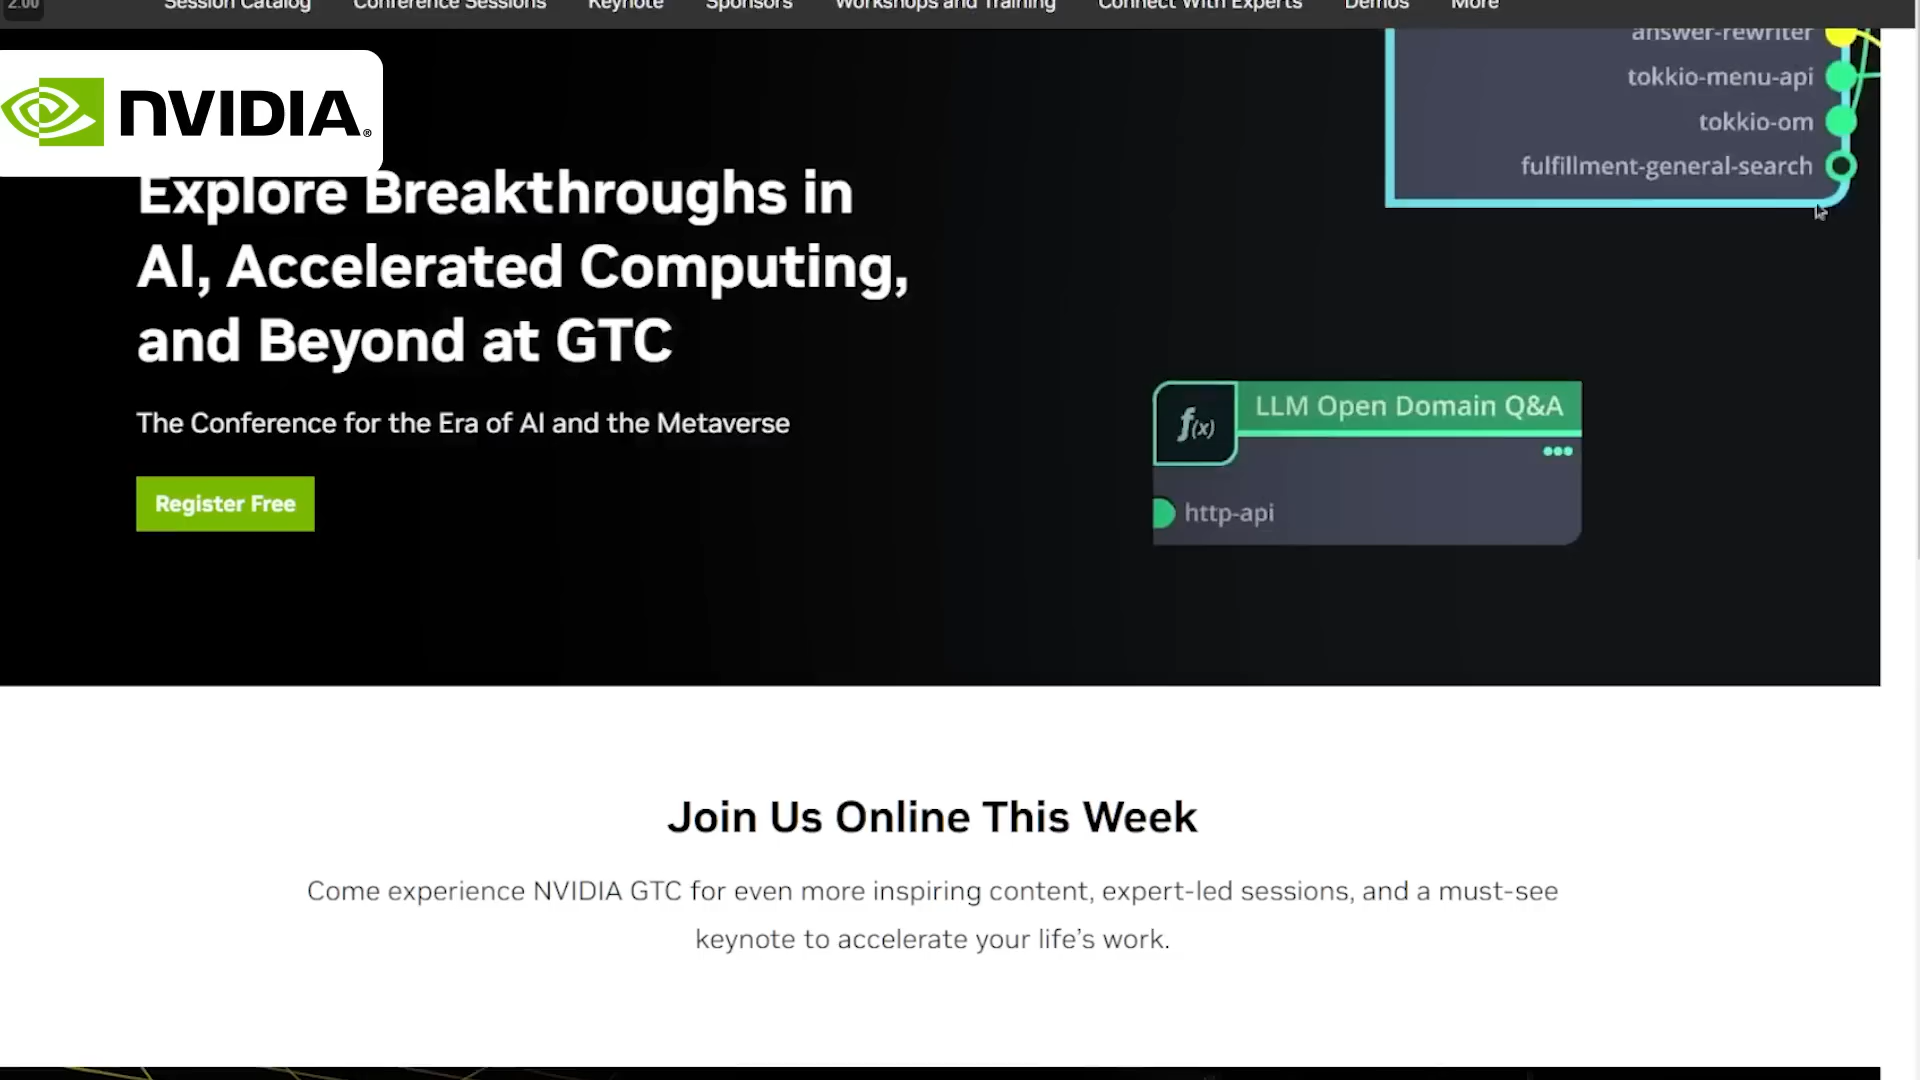 2.00
Session Catalog
Conference Sessions
Keynote
Sponsors
Workshops and Training
Connect With Experts
Demos
More
answer-rewriter
tokkio-menu-api
tokkio-om
fulfillment-general-search
NVIDIA®
Explore Breakthroughs in
AI, Accelerated Computing,
and Beyond at GTC
The Conference for the Era of AI and the Metaverse
Register Free
f(x)
LLM Open Domain Q&A
http-api
Join Us Online This Week
Come experience NVIDIA GTC for even more inspiring content, expert-led sessions, and a must-see
keynote to accelerate your life’s work.